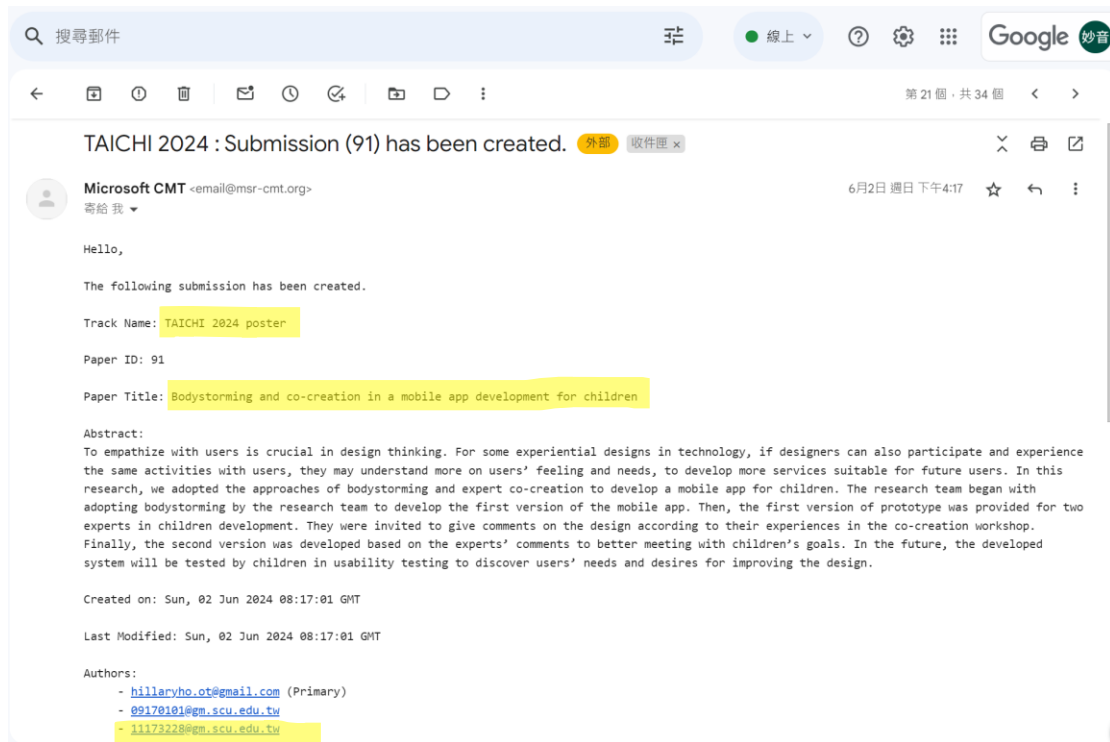 搜尋郵件
線上
Google
妙音
第 21 個，共 34 個
TAICHI 2024 : Submission (91) has been created.
外部
收件匣 ×
Microsoft CMT <email@msr-cmt.org>
6月2日 週日 下午4:17
寄給 我
Hello,
The following submission has been created.
Track Name: TAICHI 2024 poster
Paper ID: 91
Paper Title: Bodystorming and co-creation in a mobile app development for children
Abstract:
To empathize with users is crucial in design thinking. For some experiential designs in technology, if designers can also participate and experience
the same activities with users, they may understand more on users’ feeling and needs, to develop more services suitable for future users. In this
research, we adopted the approaches of bodystorming and expert co-creation to develop a mobile app for children. The research team began with
adopting bodystorming by the research team to develop the first version of the mobile app. Then, the first version of prototype was provided for two
experts in children development. They were invited to give comments on the design according to their experiences in the co-creation workshop.
Finally, the second version was developed based on the experts’ comments to better meeting with children’s goals. In the future, the developed
system will be tested by children in usability testing to discover users’ needs and desires for improving the design.
Created on: Sun, 02 Jun 2024 08:17:01 GMT
Last Modified: Sun, 02 Jun 2024 08:17:01 GMT
Authors:
- hillaryho.ot@gmail.com (Primary)
- 09170101@gm.scu.edu.tw
- 11173228@gm.scu.edu.tw